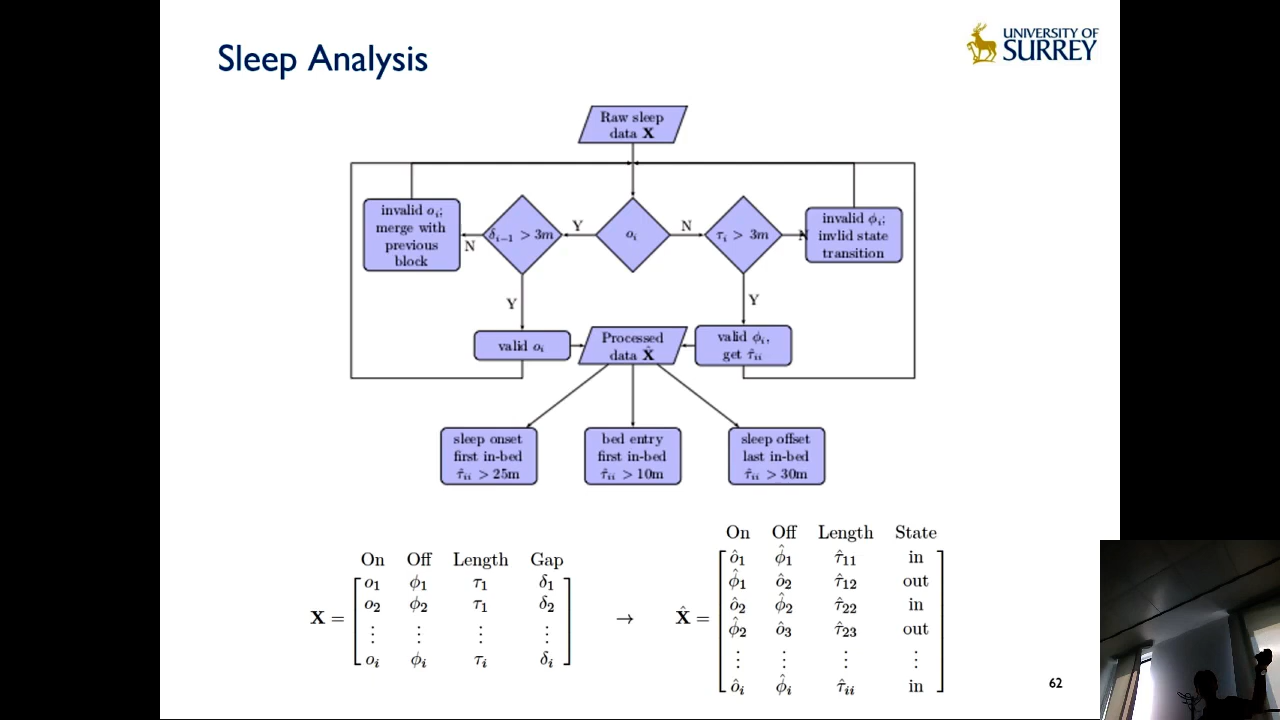 Sleep Analysis
UNIVERSITY OF
SURREY
Raw sleep
data X
invalid oᵢ;
merge with
previous
block
N
δᵢ₋₁ > 3m
Y
oᵢ
N
τᵢ > 3m
N
invalid ϕᵢ;
invlid state
transition
Y
Y
valid oᵢ
Processed
data X̂
valid ϕᵢ,
get τ̂ᵢᵢ
sleep onset
first in-bed
τ̂ᵢᵢ > 25m
bed entry
first in-bed
τ̂ᵢᵢ > 10m
sleep offset
last in-bed
τ̂ᵢᵢ > 30m
On Off Length Gap
o₁ ϕ₁ τ₁ δ₁
o₂ ϕ₂ τ₁ δ₂
X =
⋮ ⋮ ⋮ ⋮
oᵢ ϕᵢ τᵢ δᵢ
→
On Off Length State
ô₁ ϕ̂₁ τ̂₁₁ in
ϕ̂₁ ô₂ τ̂₁₂ out
ô₂ ϕ̂₂ τ̂₂₂ in
X̂ =
ϕ̂₂ ô₃ τ̂₂₃ out
⋮ ⋮ ⋮ ⋮
ôᵢ ϕ̂ᵢ τ̂ᵢᵢ in
62